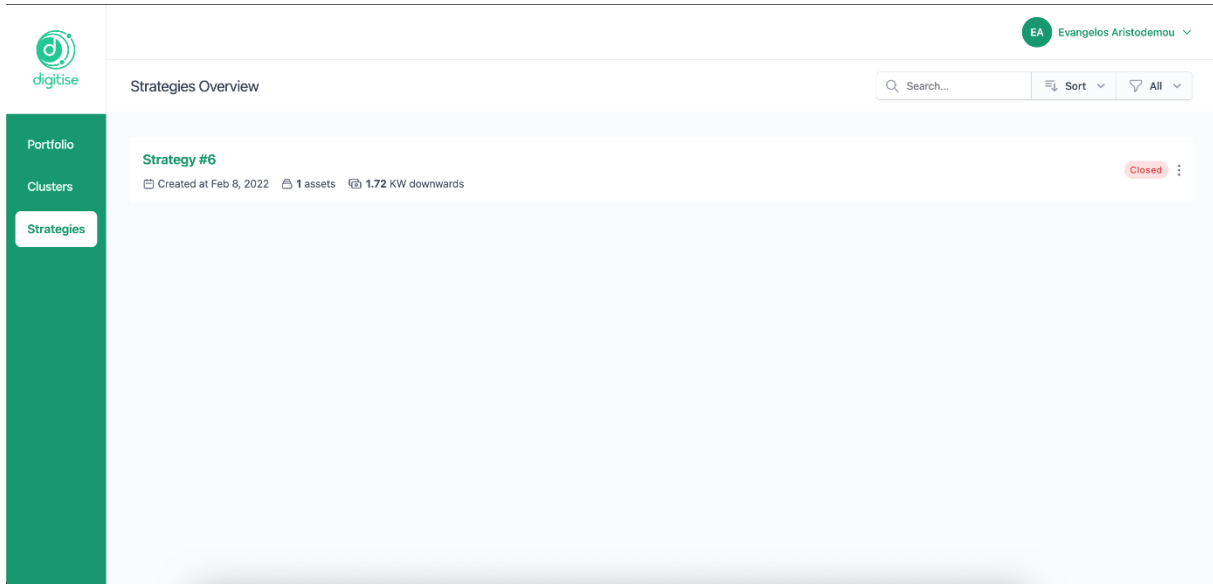 EA Evangelos Aristodemou
d
digitise
Strategies Overview
Search...
Sort
All
Portfolio
Clusters
Strategies
Strategy #6
Created at Feb 8, 2022 1 assets 1.72 KW downwards
Closed